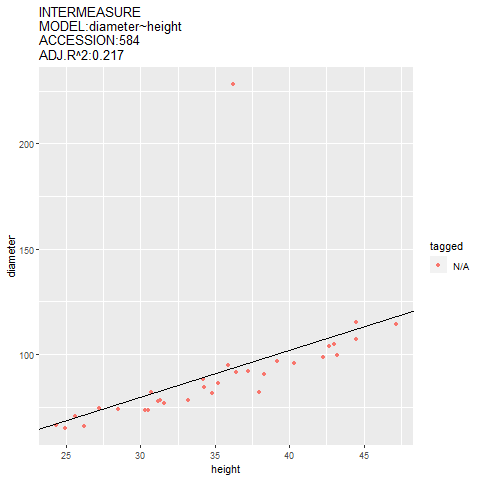 INTERMEASURE
MODEL:diameter~height
ACCESSION:584
ADJ.R^2:0.217
200
150
100
diameter
25 30 35 40 45
height
tagged
N/A